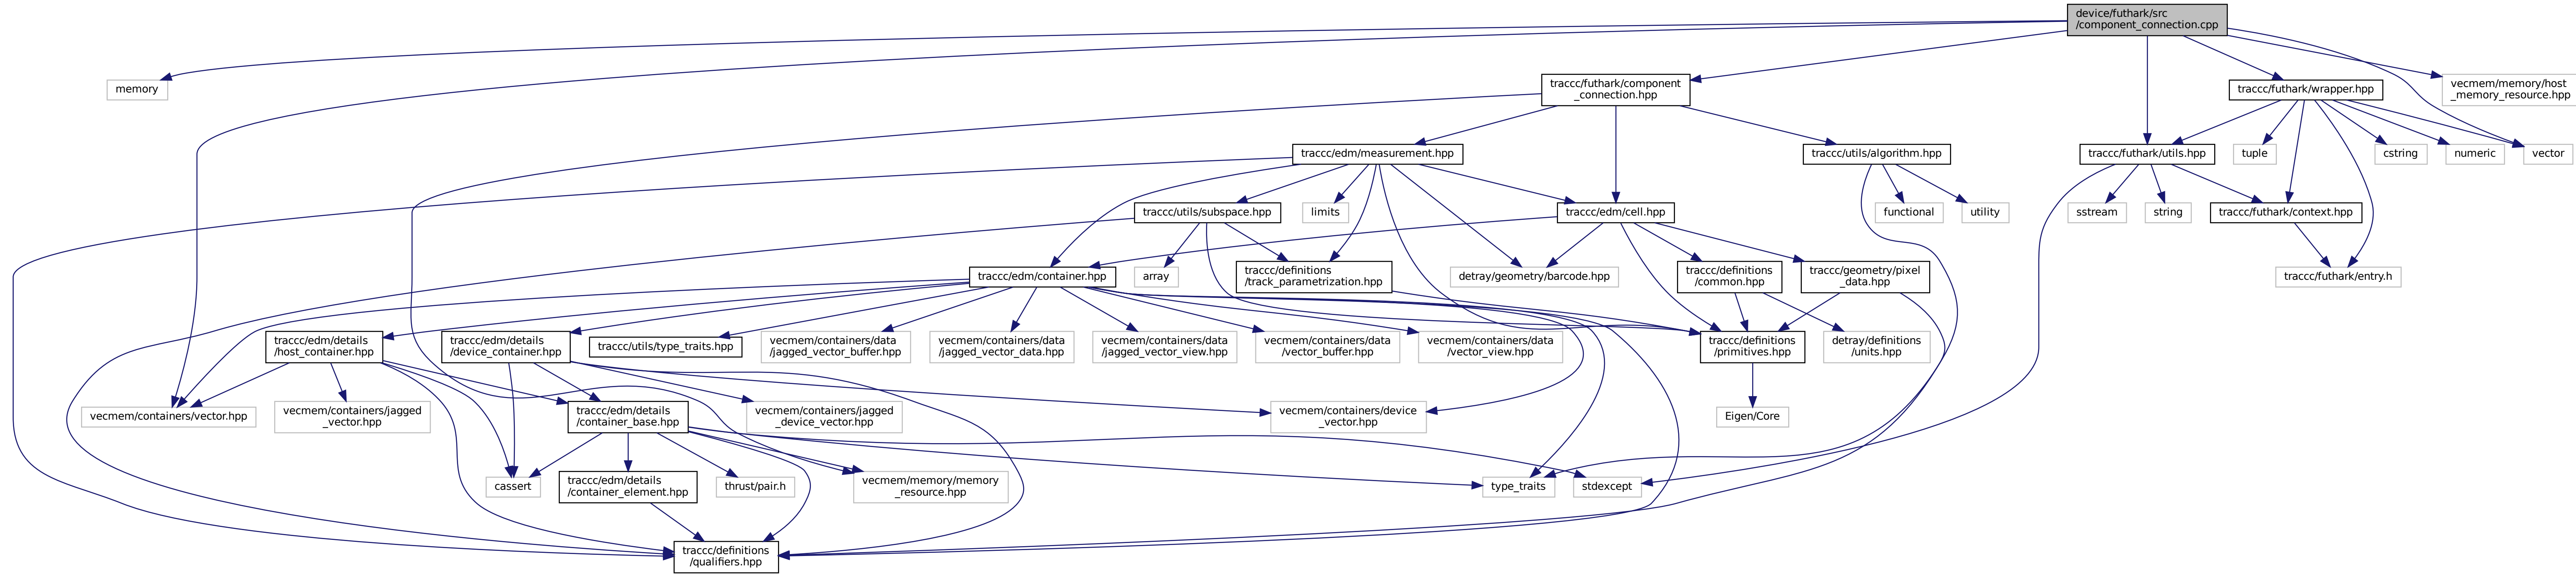 device/futhark/src
/component_connection.cpp
memory
traccc/futhark/component
_connection.hpp
traccc/futhark/wrapper.hpp
vecmem/memory/host
_memory_resource.hpp
traccc/edm/measurement.hpp
traccc/utils/algorithm.hpp
traccc/futhark/utils.hpp
tuple
cstring
numeric
vector
traccc/utils/subspace.hpp
limits
traccc/edm/cell.hpp
functional
utility
sstream
string
traccc/futhark/context.hpp
traccc/edm/container.hpp
array
traccc/definitions
/track_parametrization.hpp
detray/geometry/barcode.hpp
traccc/definitions
/common.hpp
traccc/geometry/pixel
_data.hpp
traccc/futhark/entry.h
traccc/edm/details
/host_container.hpp
traccc/edm/details
/device_container.hpp
traccc/utils/type_traits.hpp
vecmem/containers/data
/jagged_vector_buffer.hpp
vecmem/containers/data
/jagged_vector_data.hpp
vecmem/containers/data
/jagged_vector_view.hpp
vecmem/containers/data
/vector_buffer.hpp
vecmem/containers/data
/vector_view.hpp
traccc/definitions
/primitives.hpp
detray/definitions
/units.hpp
vecmem/containers/vector.hpp
vecmem/containers/jagged
_vector.hpp
traccc/edm/details
/container_base.hpp
vecmem/containers/jagged
_device_vector.hpp
vecmem/containers/device
_vector.hpp
Eigen/Core
cassert
traccc/edm/details
/container_element.hpp
thrust/pair.h
vecmem/memory/memory
_resource.hpp
type_traits
stdexcept
traccc/definitions
/qualifiers.hpp